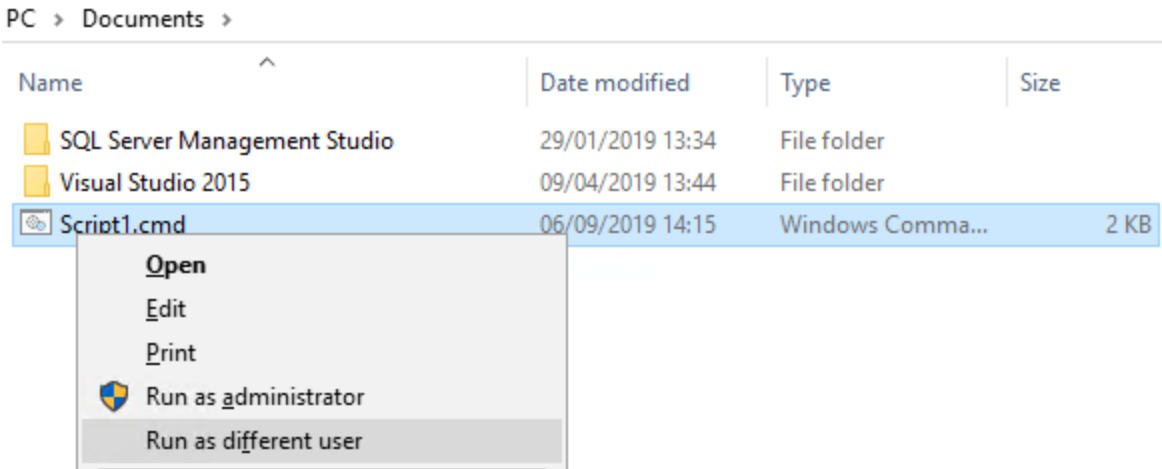 PC > Documents >
Name Date modified Type Size
SQL Server Management Studio 29/01/2019 13:34 File folder
Visual Studio 2015 09/04/2019 13:44 File folder
Script1.cmd 06/09/2019 14:15 Windows Comma... 2 KB
Open
Edit
Print
Run as administrator
Run as different user